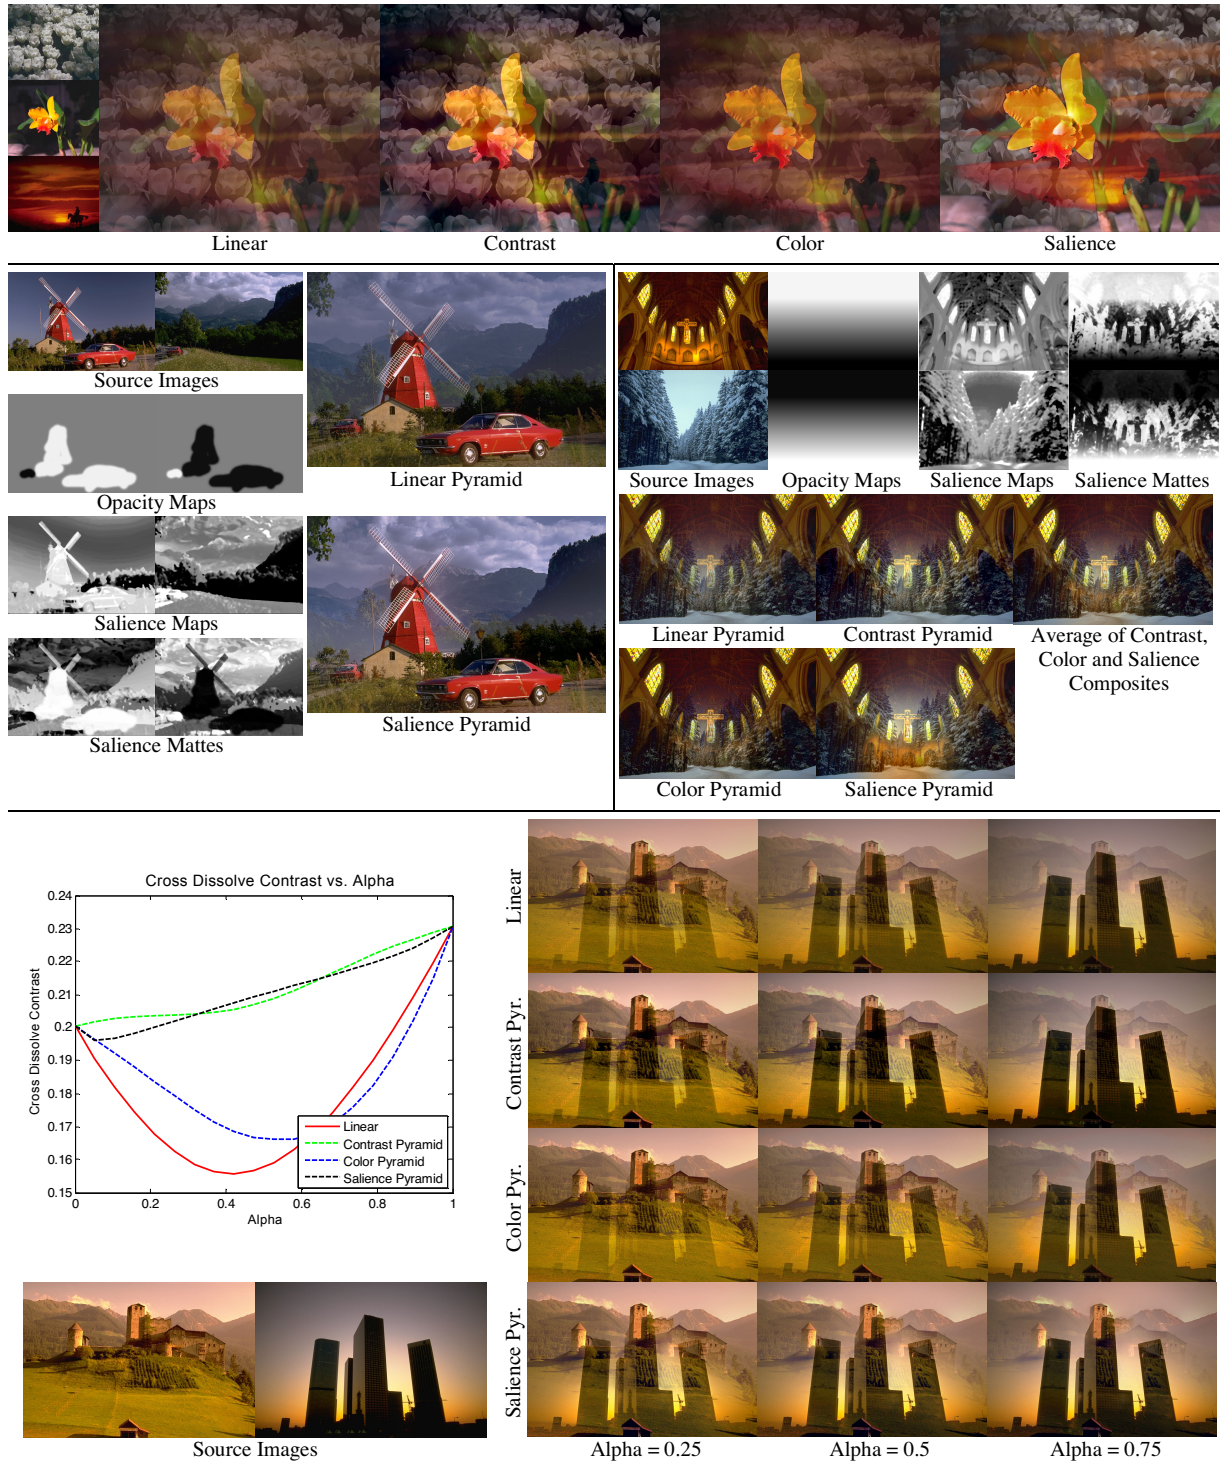 Linear
Contrast
Color
Salience
Source Images
Opacity Maps
Salience Maps
Salience Mattes
Linear Pyramid
Salience Pyramid
Source Images
Opacity Maps
Salience Maps
Salience Mattes
Linear Pyramid
Contrast Pyramid
Average of Contrast,
Color and Salience
Composites
Color Pyramid
Salience Pyramid
Cross Dissolve Contrast vs. Alpha
Cross Dissolve Contrast
0.24
0.23
0.22
0.21
0.2
0.19
0.18
0.17
0.16
0.15
0
0.2
0.4
0.6
0.8
1
Alpha
Linear
Contrast Pyramid
Color Pyramid
Salience Pyramid
Source Images
Linear
Contrast Pyr.
Color Pyr.
Salience Pyr.
Alpha = 0.25
Alpha = 0.5
Alpha = 0.75